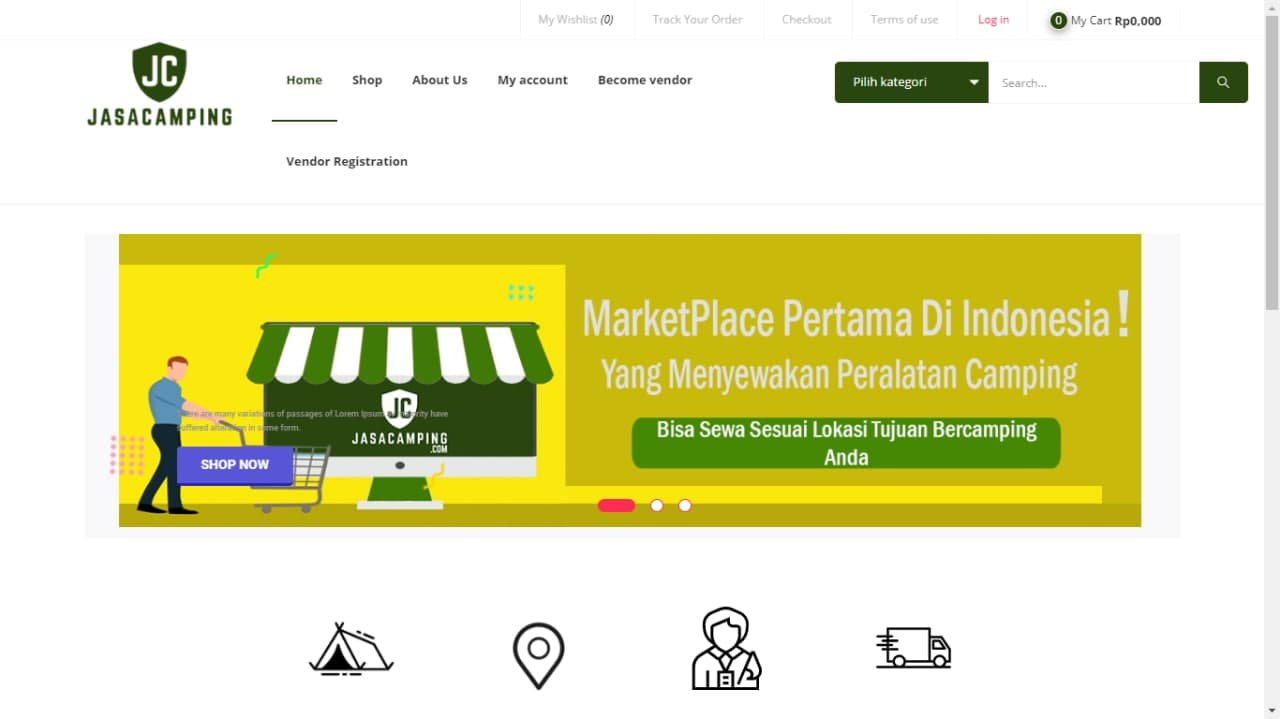 My Wishlist (0) Track Your Order Checkout Terms of use Log in 0 My Cart Rp0,000
JC
JASACAMPING
Home Shop About Us My account Become vendor
Pilih kategori Search...
Vendor Registration
MarketPlace Pertama Di Indonesia!
Yang Menyewakan Peralatan Camping
Bisa Sewa Sesuai Lokasi Tujuan Bercamping
Anda
JC
JASACAMPING
.COM
are many variations of passages of Lorem Ipsum have
suffered in some form.
SHOP NOW